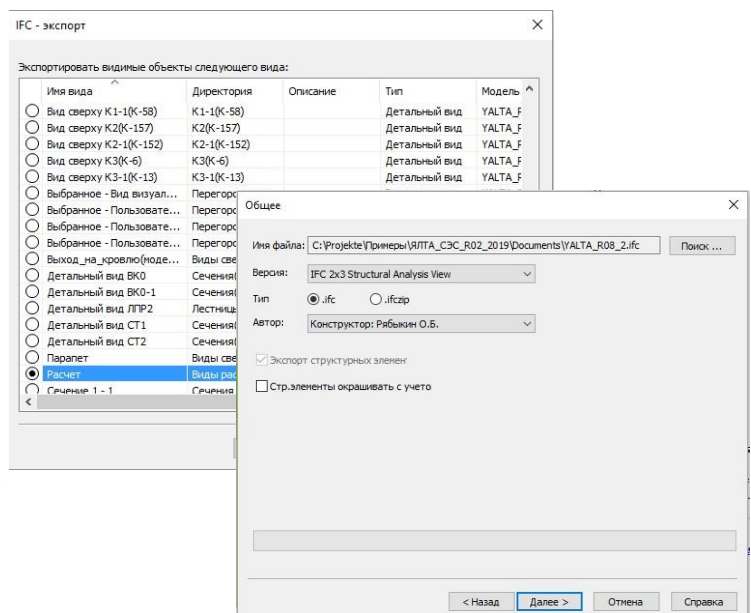 IFC - экспорт
Экспортировать видимые объекты следующего вида:
Имя вида Директория Описание Тип Модель
Вид сверху К1-1(К-58) К1-1(К-58) Детальный вид YALTA_F
Вид сверху К2(К-157) К2(К-157) Детальный вид YALTA_F
Вид сверху К2-1(К-152) К2-1(К-152) Детальный вид YALTA_F
Вид сверху К3(К-6) К3(К-6) Детальный вид YALTA_F
Вид сверху К3-1(К-13) К3-1(К-13) Детальный вид YALTA_F
Выбранное - Вид визуал... Перегоро
Выбранное - Пользовате... Перегоро
Выбранное - Пользовате... Перегоро
Выбранное - Пользовате... Перегоро
Выход_на_кровлю(моде... Виды све
Детальный вид ВК0 Сечения(
Детальный вид ВК0-1 Сечения(
Детальный вид ЛПР2 Лестниць
Детальный вид СТ1 Сечения(
Детальный вид СТ2 Сечения(
Парапет Виды све
Расчет Виды рас
Сечение 1 - 1 Сечения
Общее
Имя файла: C:\Projekte\Примеры\ЯЛТА_СЭС_R02_2019\Documents\YALTA_R08_2.ifc Поиск ...
Версия: IFC 2x3 Structural Analysis View
Тип .ifc .ifczip
Автор: Конструктор: Рябыкин О.Б.
Экспорт структурных элемен
Стр.элементы окрашивать с учето
< Назад Далее > Отмена Справка